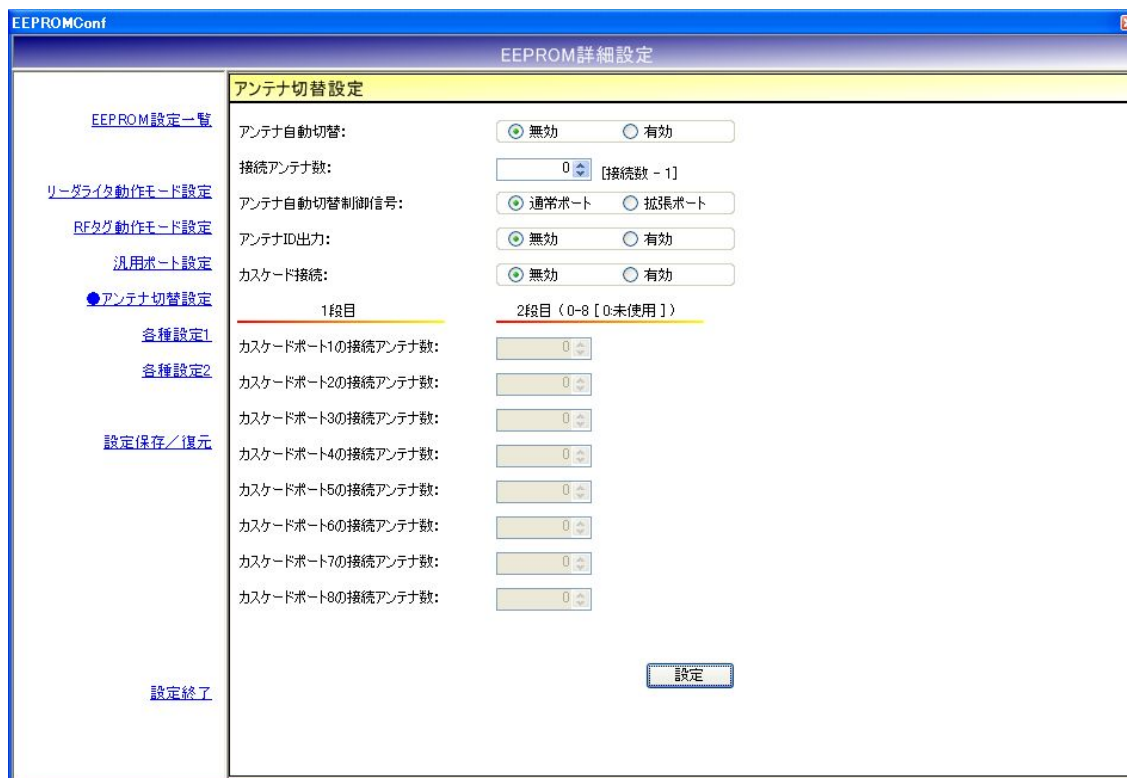 EEPROMConf
EEPROM詳細設定
EEPROM設定一覧
リーダライタ動作モード設定
RFタグ動作モード設定
汎用ポート設定
●アンテナ切替設定
各種設定1
各種設定2
設定保存／復元
設定終了
アンテナ切替設定
アンテナ自動切替: 無効 有効
接続アンテナ数: 0 [接続数 - 1]
アンテナ自動切替制御信号: 通常ポート 拡張ポート
アンテナID出力: 無効 有効
カスケード接続: 無効 有効
1段目 2段目（0-8 [ 0:未使用 ]）
カスケードポート1の接続アンテナ数: 0
カスケードポート2の接続アンテナ数: 0
カスケードポート3の接続アンテナ数: 0
カスケードポート4の接続アンテナ数: 0
カスケードポート5の接続アンテナ数: 0
カスケードポート6の接続アンテナ数: 0
カスケードポート7の接続アンテナ数: 0
カスケードポート8の接続アンテナ数: 0
設定